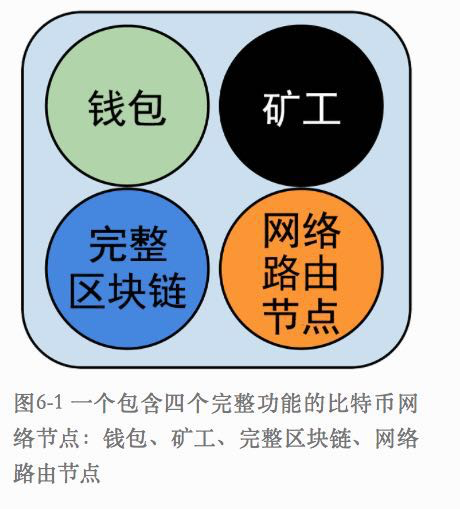 钱包
矿工
完整
区块链
网络
路由
节点
图6-1 一个包含四个完整功能的比特币网
络节点：钱包、矿工、完整区块链、网络
路由节点